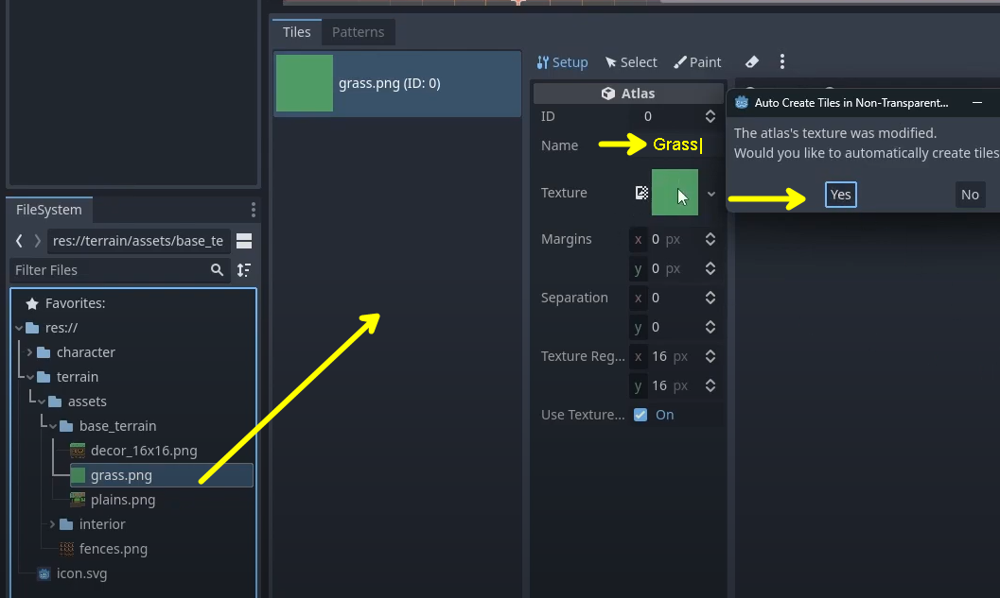 Tiles Patterns
grass.png (ID: 0)
Setup Select Paint
Atlas
ID 0
Name Grass
Texture
Margins x 0 px
y 0 px
Separation x 0
y 0
Texture Reg... x 16 px
y 16 px
Use Texture... On
Auto Create Tiles in Non-Transparent...
The atlas's texture was modified.
Would you like to automatically create tiles
Yes No
FileSystem
res://terrain/assets/base_te
Filter Files
Favorites:
res://
character
terrain
assets
base_terrain
decor_16x16.png
grass.png
plains.png
interior
fences.png
icon.svg